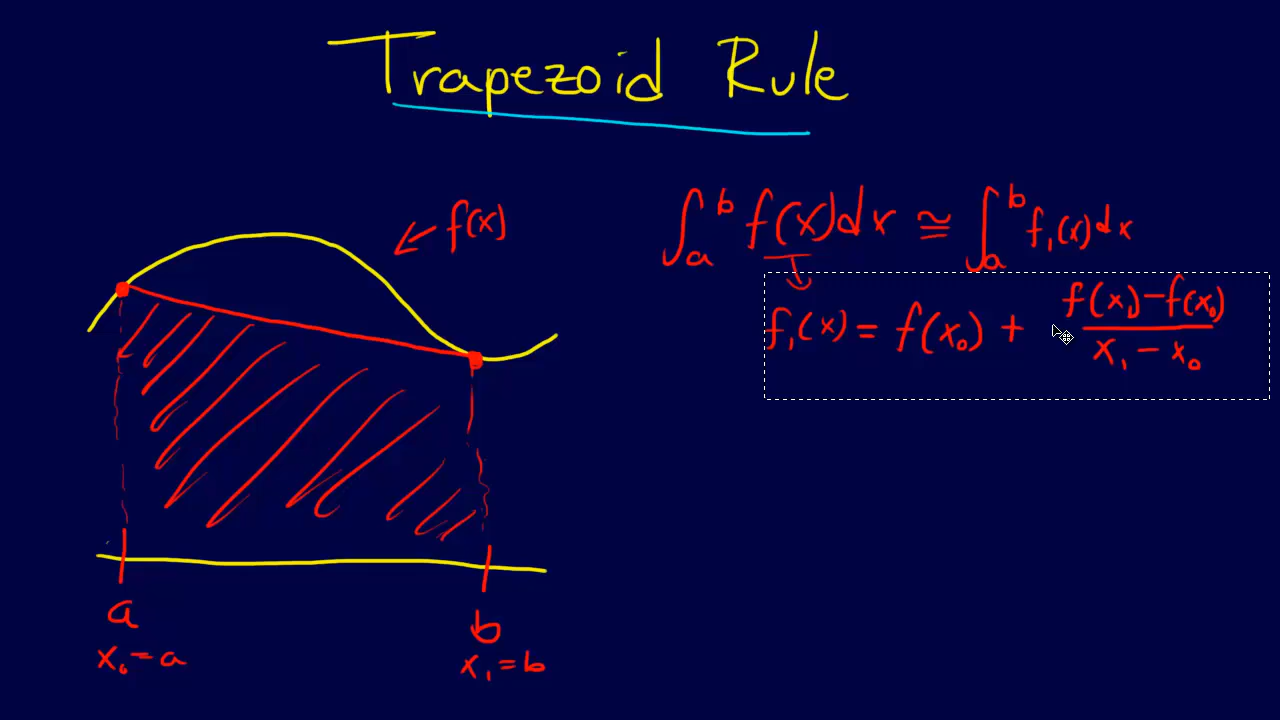 Trapezoid Rule
∫ₐᵇ f(x)dx ≅ ∫ₐᵇ f₁(x)dx
← f(x)
f₁(x) = f(x₀) + (f(x₁)−f(x₀))/(x₁−x₀)
a
b
x₀=a
x₁=b